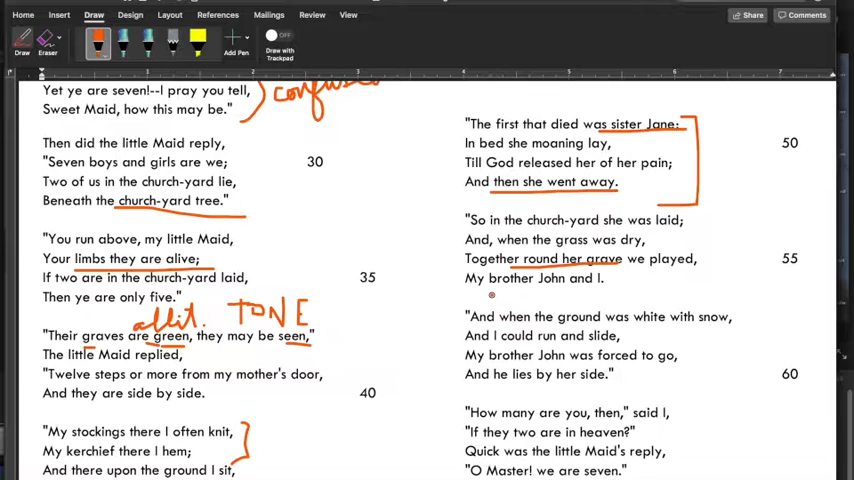 Home Insert Draw Design Layout References Mailings Review View
Share Comments
Draw Eraser Add Pen OFF Draw with Trackpad
1 2 3 4 5 6 7
Yet ye are seven!--I pray you tell,
Sweet Maid, how this may be."
confused
Then did the little Maid reply,
"Seven boys and girls are we; 30
Two of us in the church-yard lie,
Beneath the church-yard tree."
"You run above, my little Maid,
Your limbs they are alive;
If two are in the church-yard laid, 35
Then ye are only five."
allit. TONE
"Their graves are green, they may be seen,"
The little Maid replied,
"Twelve steps or more from my mother's door,
And they are side by side. 40
"My stockings there I often knit,
My kerchief there I hem;
And there upon the ground I sit,
"The first that died was sister Jane;
In bed she moaning lay, 50
Till God released her of her pain;
And then she went away.
"So in the church-yard she was laid;
And, when the grass was dry,
Together round her grave we played, 55
My brother John and I.
"And when the ground was white with snow,
And I could run and slide,
My brother John was forced to go,
And he lies by her side." 60
"How many are you, then," said I,
"If they two are in heaven?"
Quick was the little Maid's reply,
"O Master! we are seven."